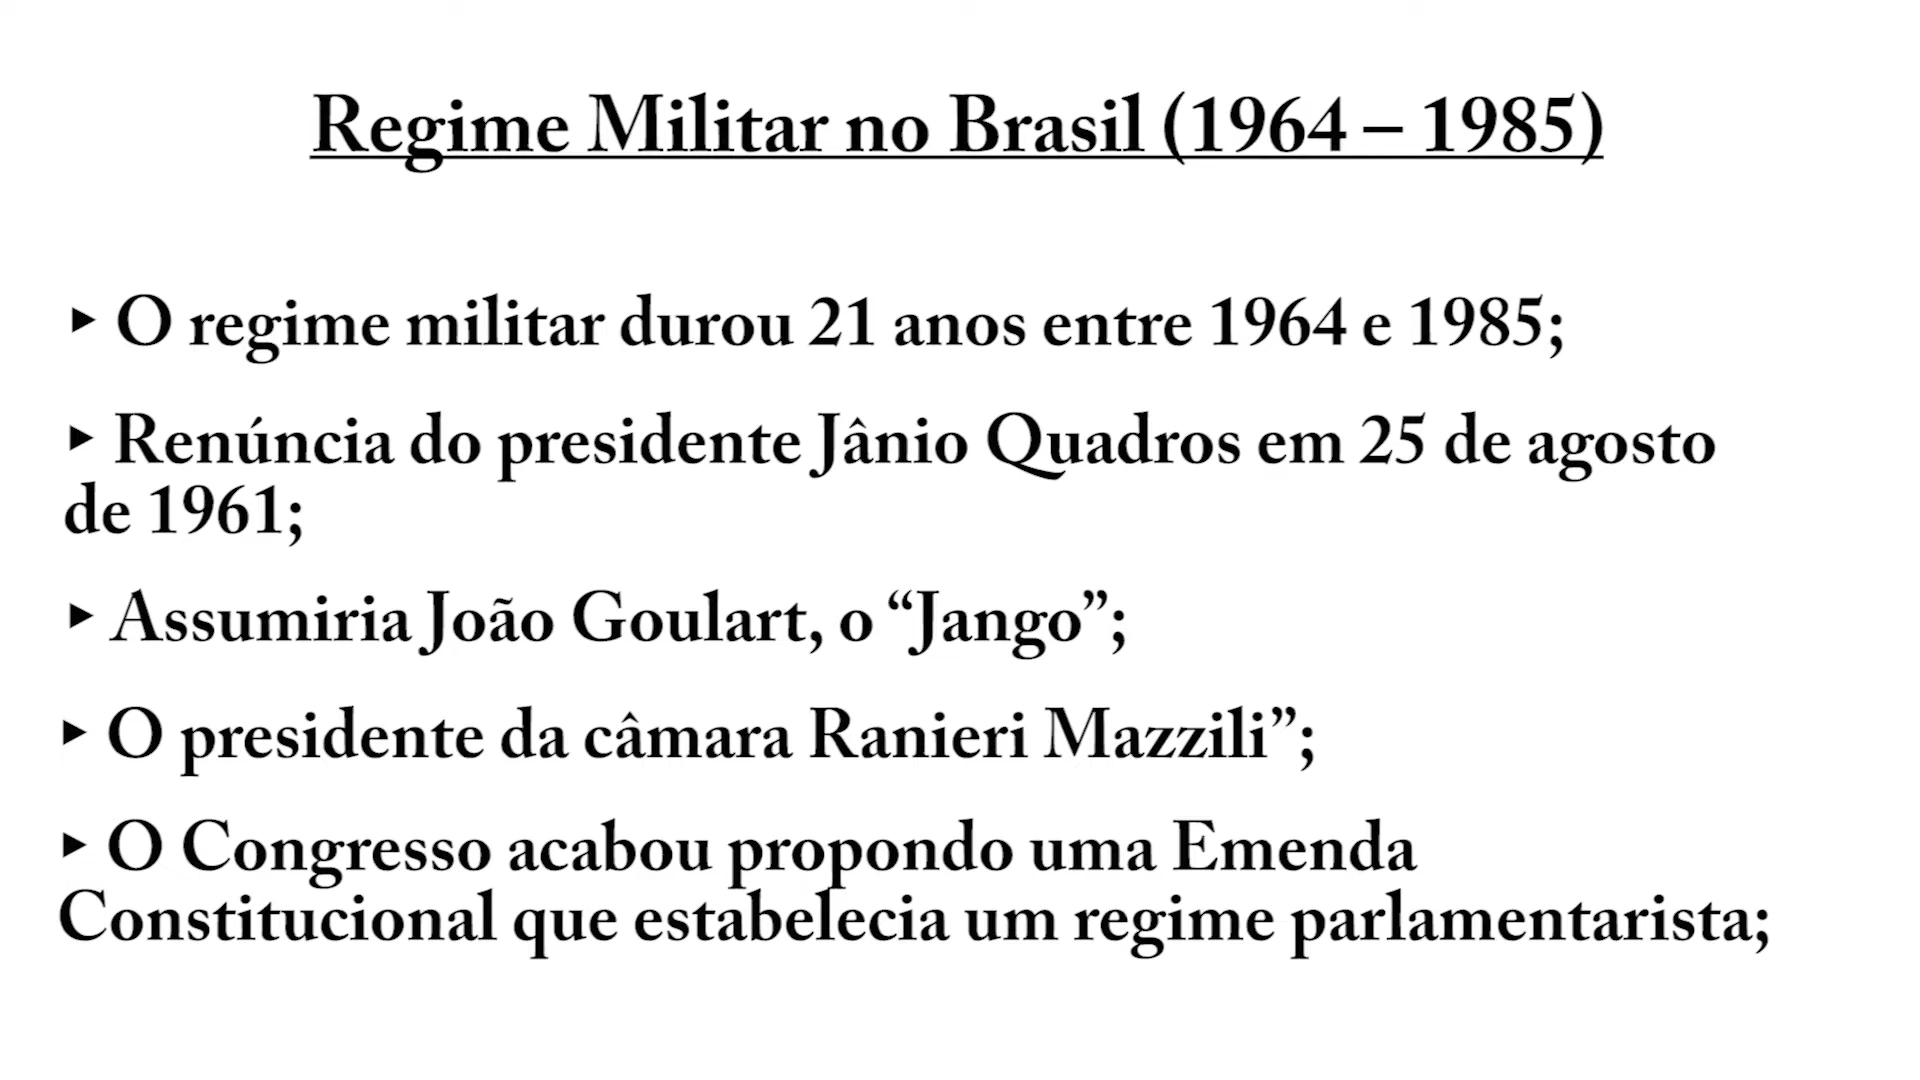 Regime Militar no Brasil (1964 – 1985)
‣ O regime militar durou 21 anos entre 1964 e 1985;
‣ Renúncia do presidente Jânio Quadros em 25 de agosto
de 1961;
‣ Assumiria João Goulart, o “Jango”;
‣ O presidente da câmara Ranieri Mazzili”;
‣ O Congresso acabou propondo uma Emenda
Constitucional que estabelecia um regime parlamentarista;